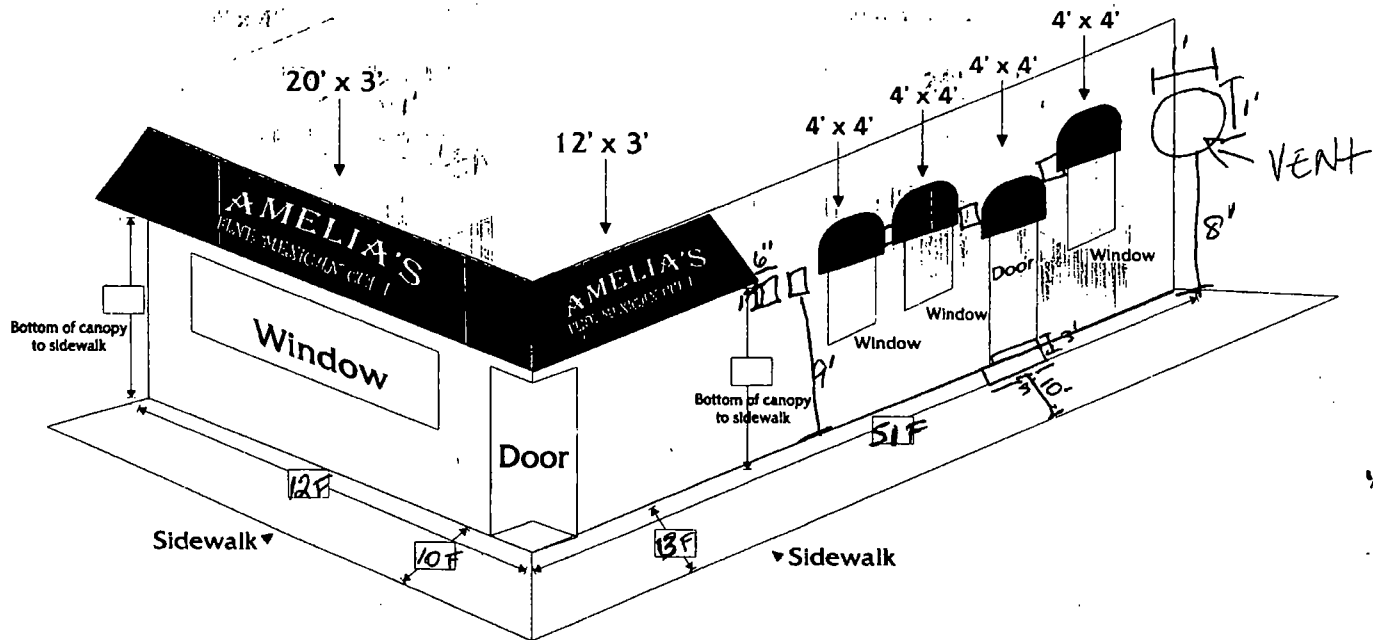 4' x 4'
4' x 4'
4' x 4'
4' x 4'
20' x 3'
12' x 3'
1'
1'
VENT
8"
AMELIA'S
AMELIA'S
6"
9'
Window
Window
Door
Window
Bottom of canopy
to sidewalk
Window
Bottom of canopy
to sidewalk
3'
10'
51F
Door
12F
10F
13F
Sidewalk
Sidewalk